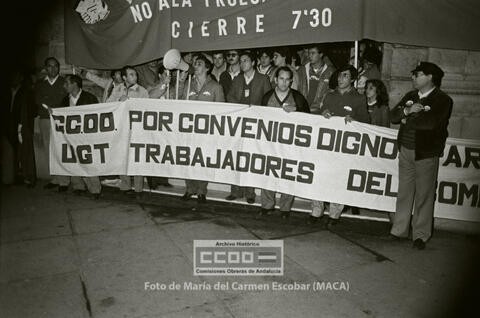 NO A LA
CIERRE 7'30
CC.OO. POR CONVENIOS DIGNO
UGT TRABAJADORES DEL
Archivo Histórico
CCOO
Comisiones Obreras de Andalucía
Foto de María del Carmen Escobar (MACA)